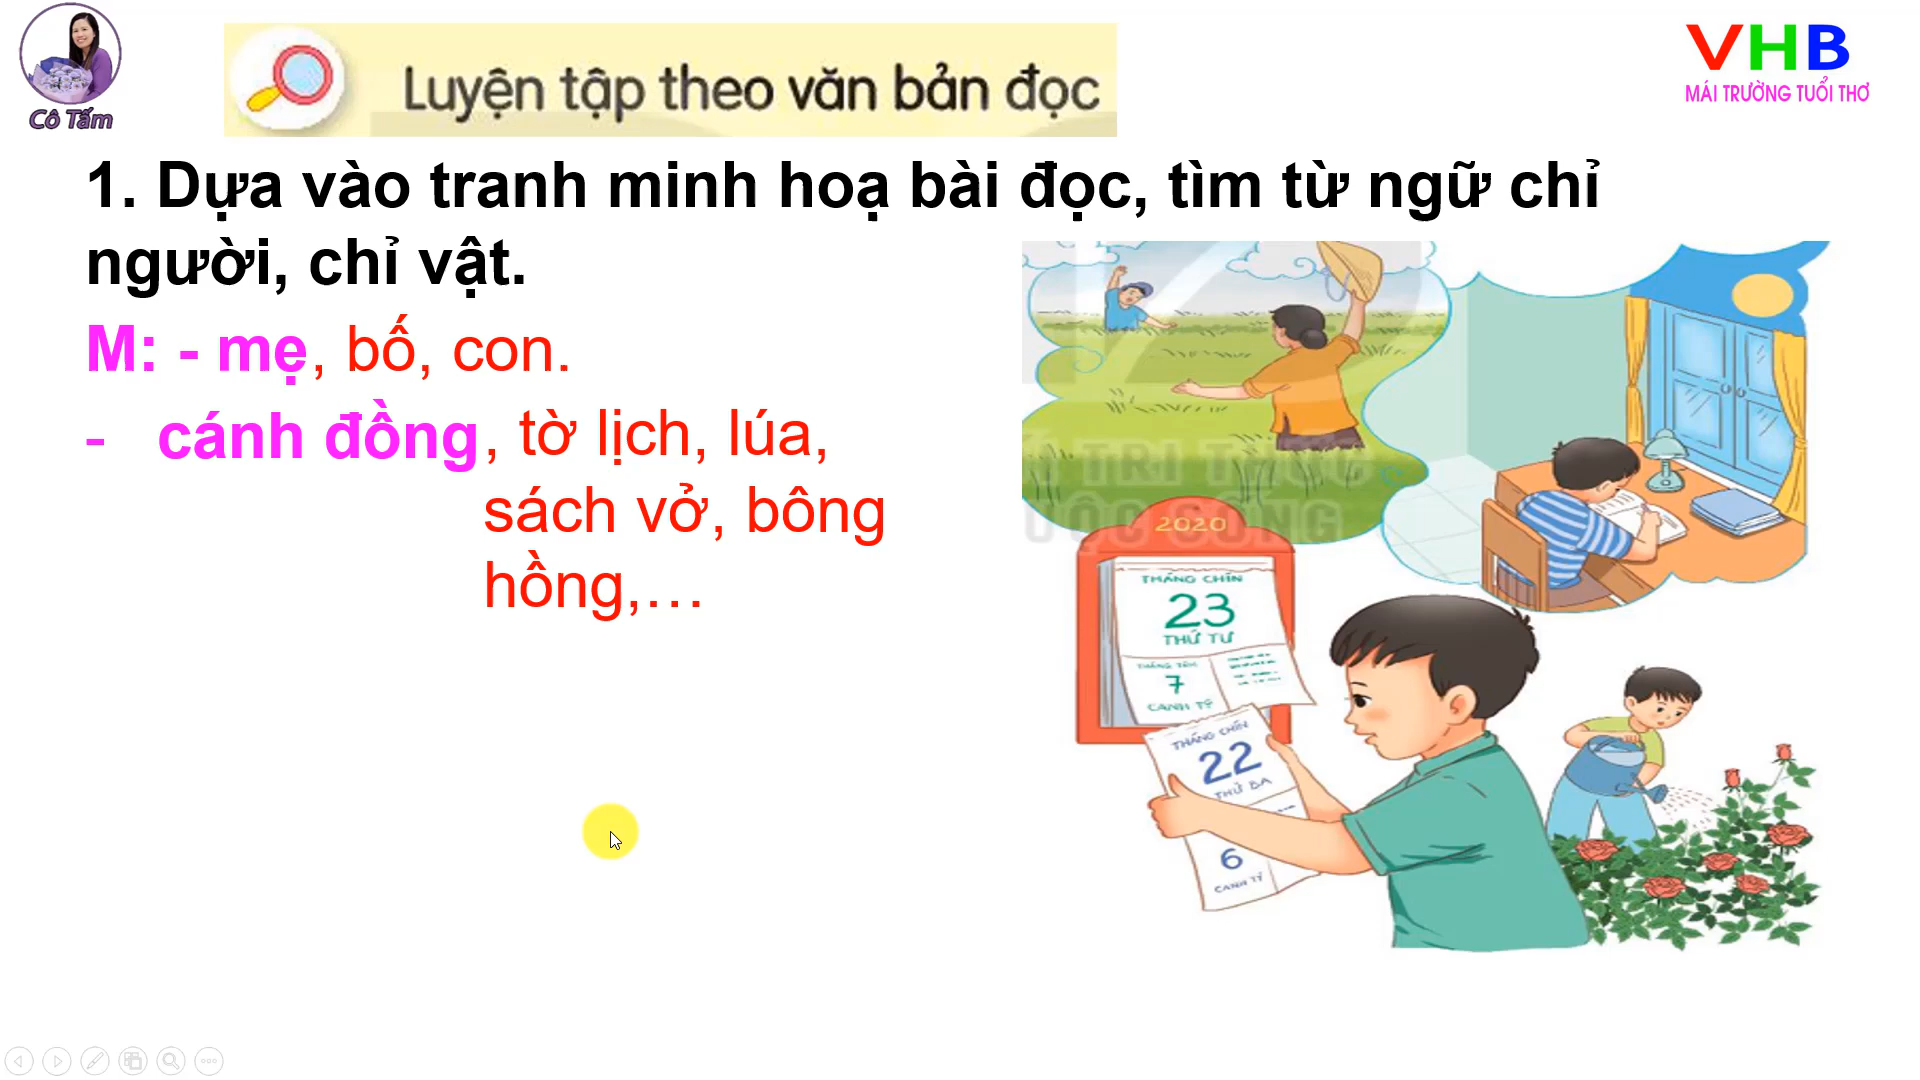 Cô Tấm
Luyện tập theo văn bản đọc
VHB
MÁI TRƯỜNG TUỔI THƠ
1. Dựa vào tranh minh hoạ bài đọc, tìm từ ngữ chỉ
người, chỉ vật.
M: - mẹ, bố, con.
- cánh đồng, tờ lịch, lúa,
sách vở, bông
hồng,…
2020
THÁNG CHÍN
23
THỨ TƯ
THÁNG TÁM
7
CANH TÝ
THÁNG CHÍN
22
THỨ BA
6
CANH TÝ